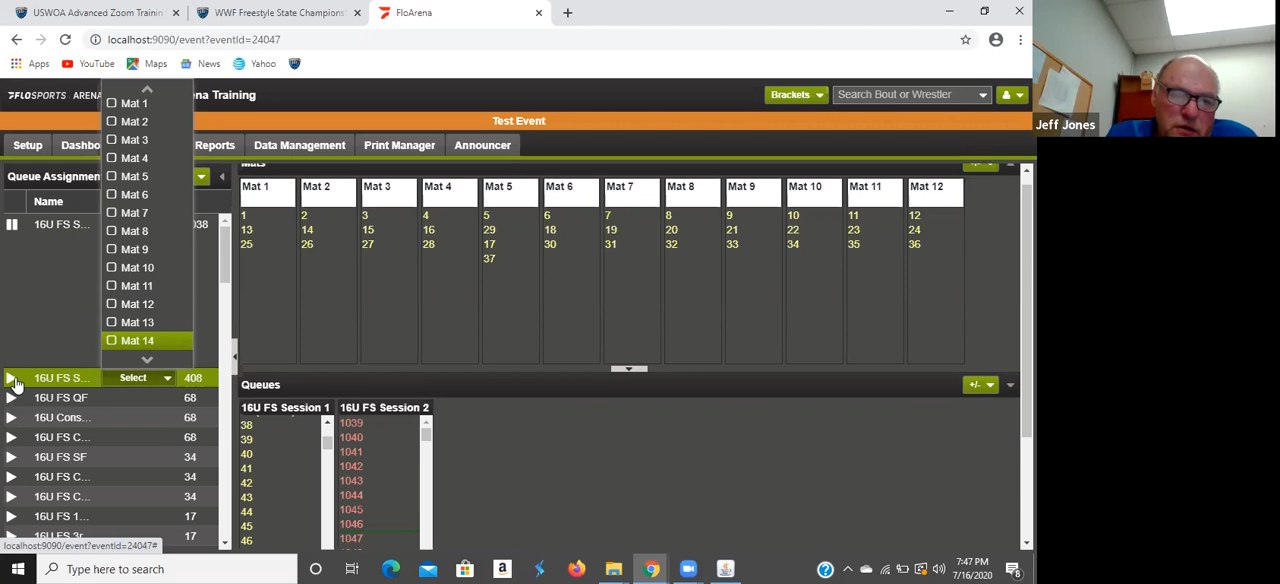 USWOA Advanced Zoom Trainin
WWF Freestyle State Champions
FloArena
localhost:9090/event?eventId=24047
Apps YouTube Maps News Yahoo
FLOSPORTS ARENA
ena Training
Brackets
Search Bout or Wrestler
Test Event
Setup Dashbo Reports Data Management Print Manager Announcer
Queue Assignm
Name
16U FS S... 038
Mat 1
Mat 2
Mat 3
Mat 4
Mat 5
Mat 6
Mat 7
Mat 8
Mat 9
Mat 10
Mat 11
Mat 12
Mat 13
Mat 14
16U FS S... Select 408
16U FS QF 68
16U Cons... 68
16U FS C... 68
16U FS SF 34
16U FS C... 34
16U FS C... 34
16U FS 1... 17
16U FS 3r... 17
localhost:9090/event?eventId=24047#
Mats
+/-
Mat 1 Mat 2 Mat 3 Mat 4 Mat 5 Mat 6 Mat 7 Mat 8 Mat 9 Mat 10 Mat 11 Mat 12
1 2 3 4 5 6 7 8 9 10 11 12
13 14 15 16 29 18 19 20 21 22 23 24
25 26 27 28 17 30 31 32 33 34 35 36
37
Queues
+/-
16U FS Session 1 16U FS Session 2
38 1039
39 1040
40 1041
41 1042
42 1043
43 1044
44 1045
45 1046
46 1047
Type here to search
7:47 PM
7/16/2020
8
Jeff Jones